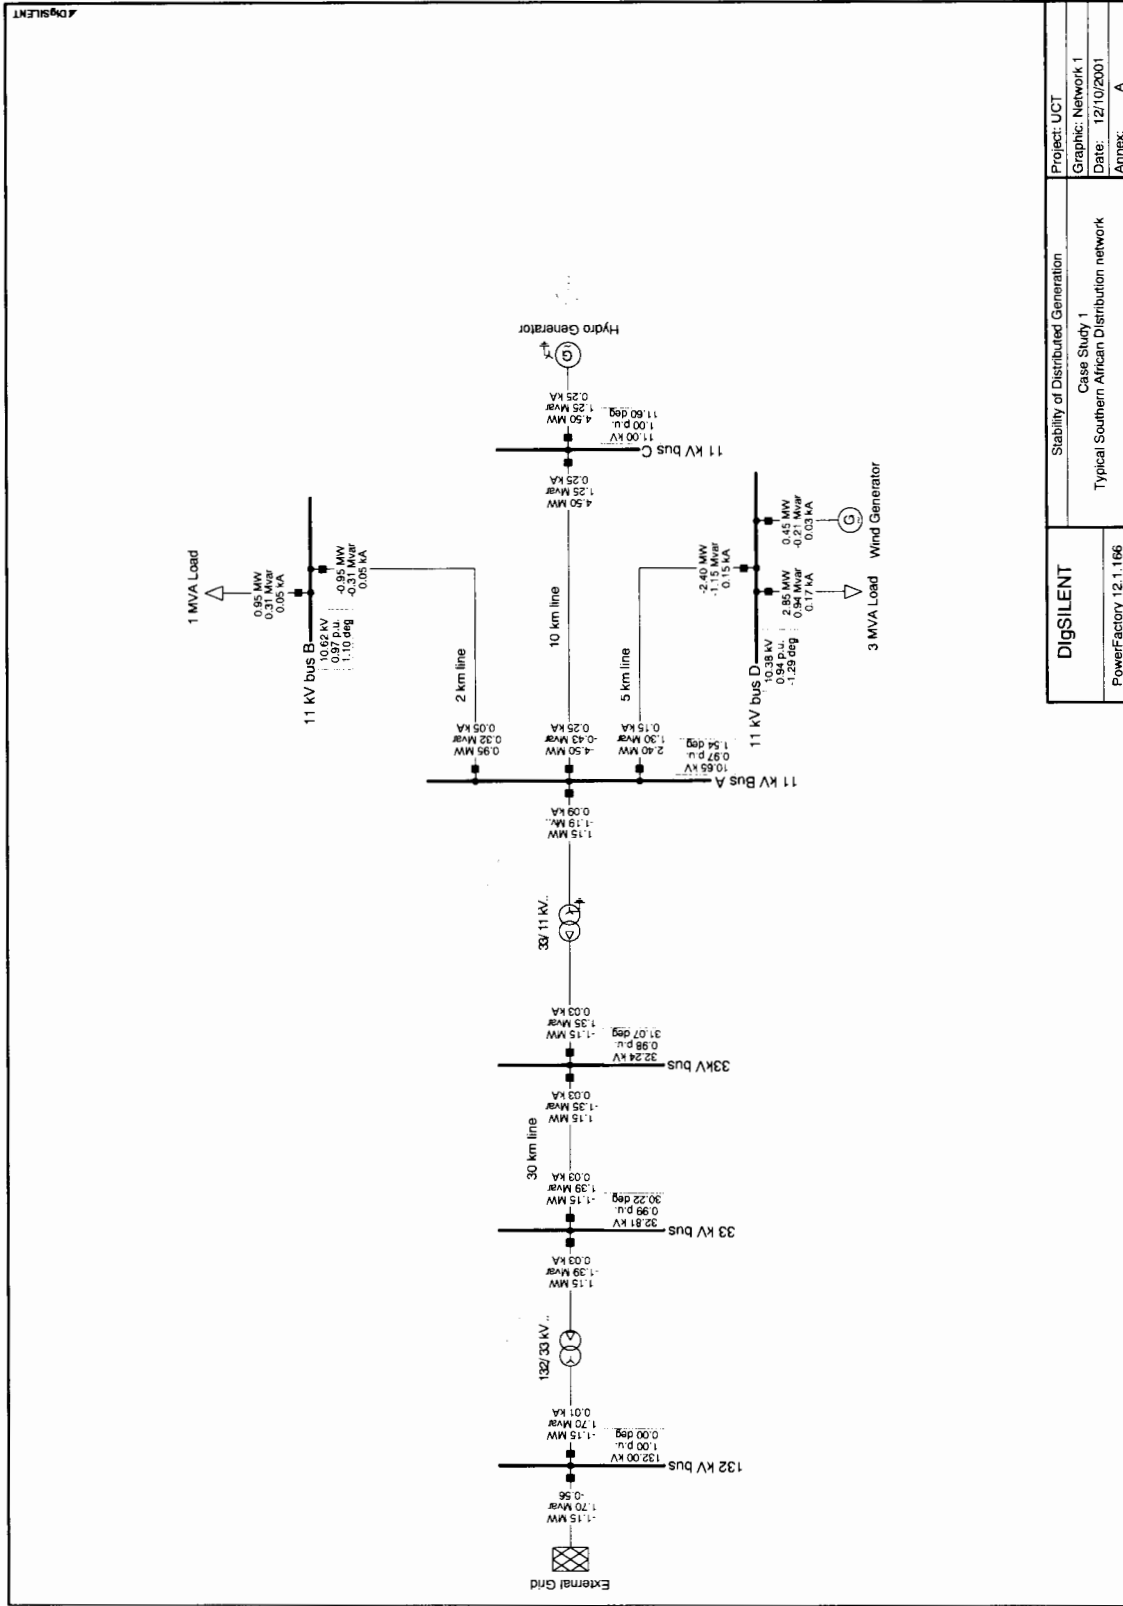 DIgSILENT
1 MVA Load
0.95 MW
0.31 Mvar
0.05 kA
11 kV bus B
10.62 kV
0.97 p.u.
1.10 deg
-0.95 MW
-0.31 Mvar
0.05 kA
2 km line
0.95 MW
0.32 Mvar
0.05 kA
Hydro Generator
G
4.50 MW
1.25 Mvar
0.25 kA
11.00 kV
1.00 p.u.
11.60 deg
11 kV bus C
4.50 MW
1.25 Mvar
0.25 kA
10 km line
-4.50 MW
-0.43 Mvar
0.25 kA
5 km line
2.40 MW
1.30 Mvar
0.15 kA
10.65 kV
0.97 p.u.
1.54 deg
11 kV Bus A
-2.40 MW
-1.15 Mvar
0.15 kA
11 kV bus D
10.38 kV
0.94 p.u.
-1.29 deg
2.85 MW
0.94 Mvar
0.17 kA
3 MVA Load
0.45 MW
-0.21 Mvar
0.03 kA
G
Wind Generator
1.15 MW
-1.19 Mv..
0.09 kA
33/ 11 kV..
-1.15 MW
1.35 Mvar
0.03 kA
32.24 kV
0.98 p.u.
31.07 deg
33kV bus
1.15 MW
-1.35 Mvar
0.03 kA
30 km line
-1.15 MW
1.39 Mvar
0.03 kA
32.81 kV
0.99 p.u.
30.22 deg
33 kV bus
1.15 MW
-1.39 Mvar
0.03 kA
132/ 33 kV..
-1.15 MW
1.70 Mvar
0.01 kA
132.00 kV
1.00 p.u.
0.00 deg
132 kV bus
-1.15 MW
1.70 Mvar
-0.56
External Grid
DIgSILENT
PowerFactory 12.1.166
Stability of Distributed Generation
Case Study 1
Typical Southern African Distribution network
Project: UCT
Graphic: Network 1
Date: 12/10/2001
Annex: A